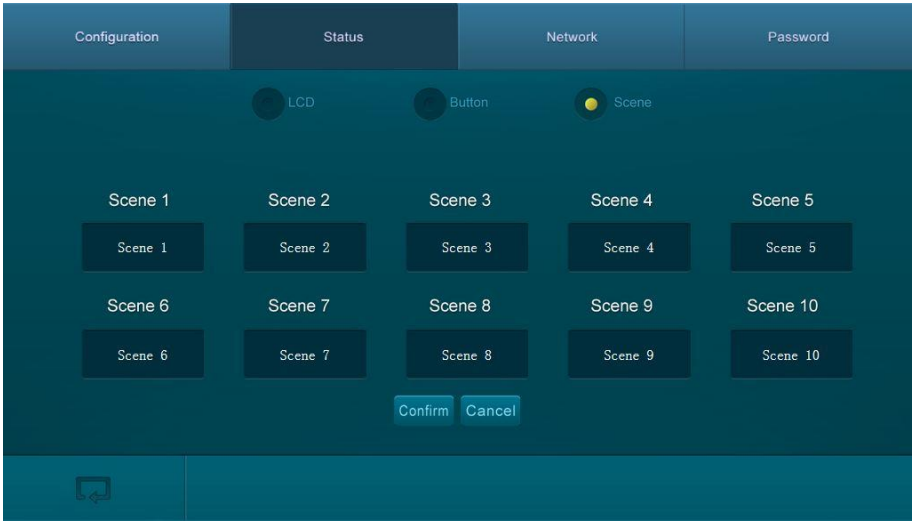 Configuration Status Network Password
LCD Button Scene
Scene 1 Scene 2 Scene 3 Scene 4 Scene 5
Scene 1 Scene 2 Scene 3 Scene 4 Scene 5
Scene 6 Scene 7 Scene 8 Scene 9 Scene 10
Scene 6 Scene 7 Scene 8 Scene 9 Scene 10
Confirm Cancel